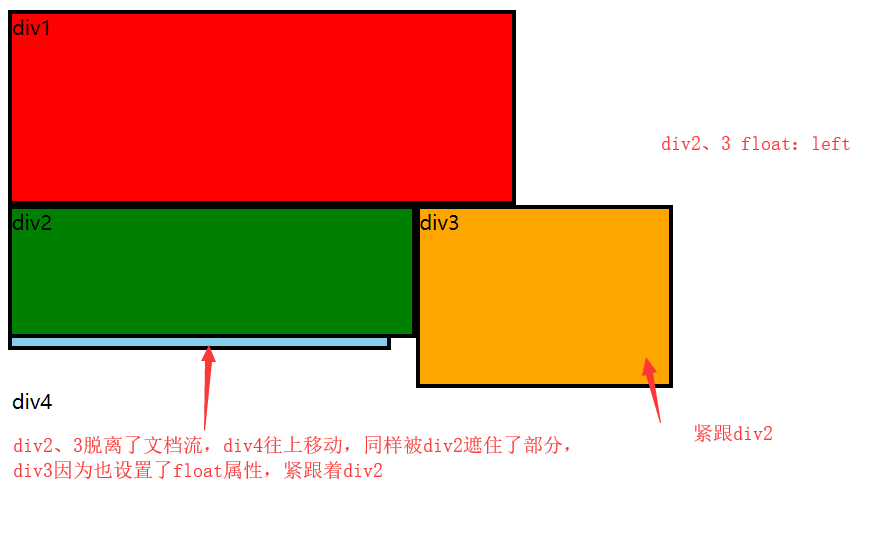 div1
div2、3 float：left
div2
div3
div4
div2、3脱离了文档流，div4往上移动，同样被div2遮住了部分，
div3因为也设置了float属性，紧跟着div2
紧跟div2